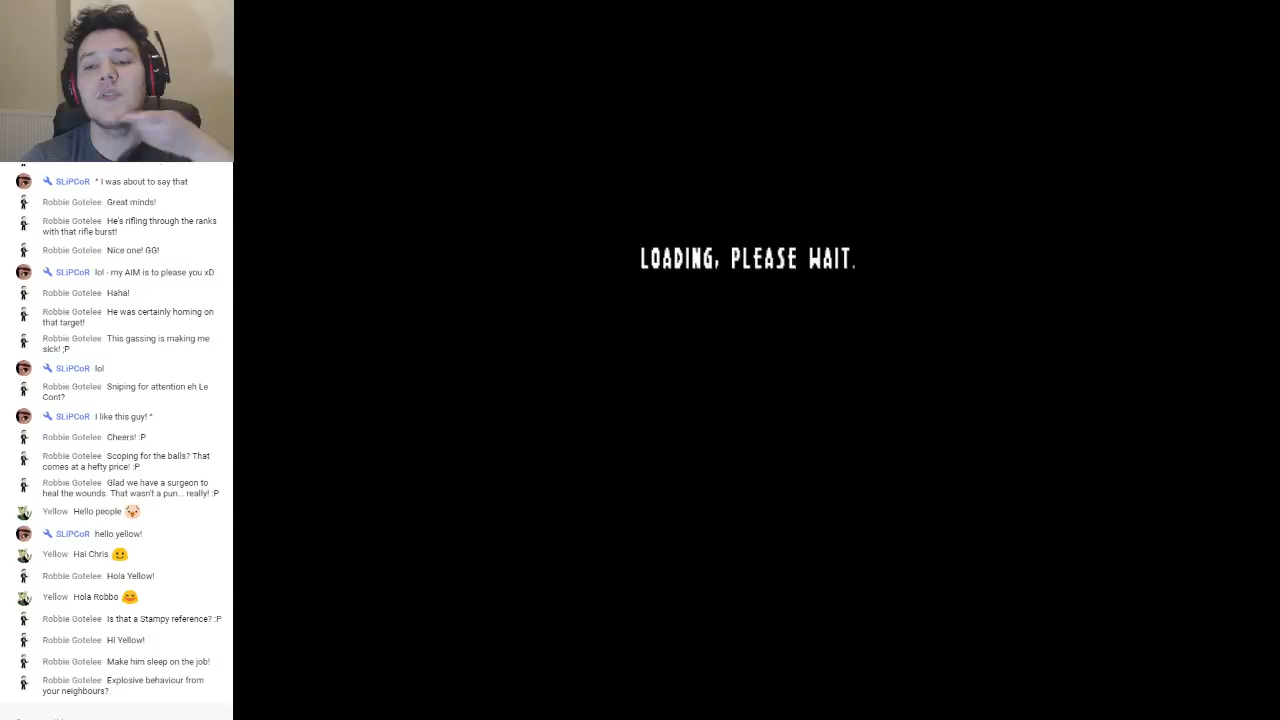 SLiPCoR ^ I was about to say that
Robbie Gotelee Great minds!
Robbie Gotelee He's rifling through the ranks
with that rifle burst!
Robbie Gotelee Nice one! GG!
SLiPCoR lol - my AIM is to please you xD
Robbie Gotelee Haha!
Robbie Gotelee He was certainly homing on
that target!
Robbie Gotelee This gassing is making me
sick! ;P
SLiPCoR lol
Robbie Gotelee Sniping for attention eh Le
Cont?
SLiPCoR I like this guy! ^
Robbie Gotelee Cheers! :P
Robbie Gotelee Scoping for the balls? That
comes at a hefty price! :P
Robbie Gotelee Glad we have a surgeon to
heal the wounds. That wasn't a pun... really! :P
Yellow Hello people
SLiPCoR hello yellow!
Yellow Hai Chris
Robbie Gotelee Hola Yellow!
Yellow Hola Robbo
Robbie Gotelee Is that a Stampy reference? :P
Robbie Gotelee Hi Yellow!
Robbie Gotelee Make him sleep on the job!
Robbie Gotelee Explosive behaviour from
your neighbours?
LOADING, PLEASE WAIT.